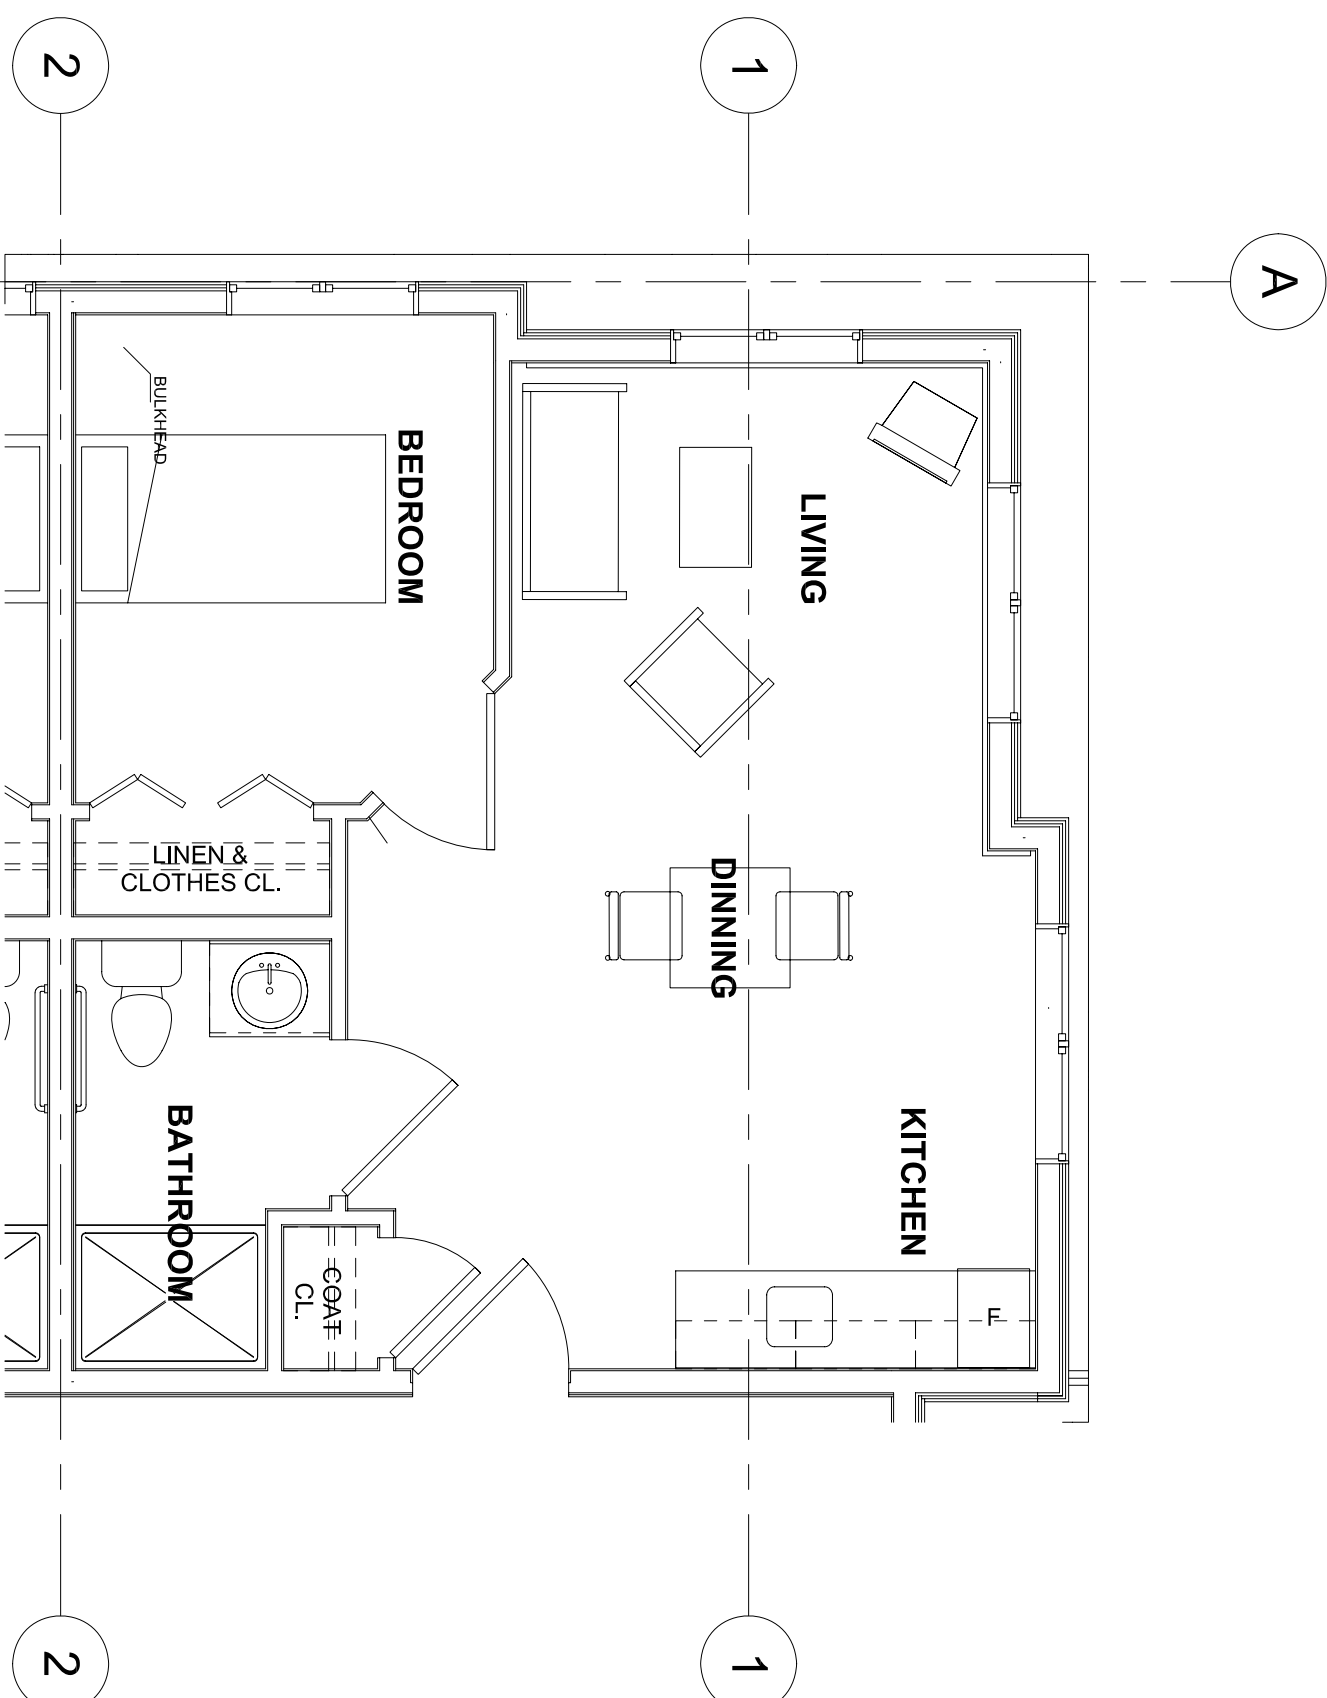 2
1
A
BULKHEAD
BEDROOM
LIVING
LINEN &
CLOTHES CL.
DINNING
KITCHEN
BATHROOM
COAT
CL.
F
2
1